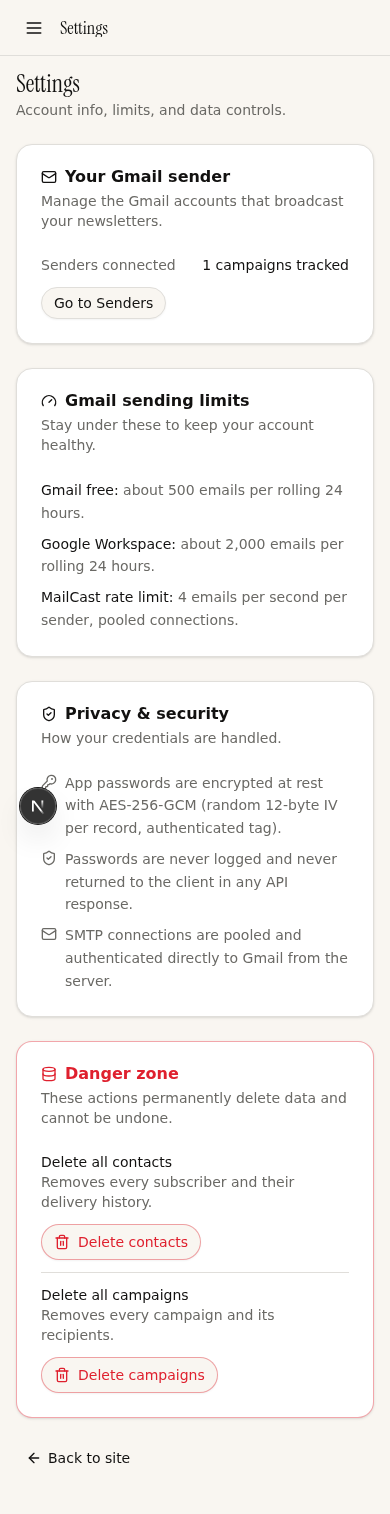 Settings
Settings
Account info, limits, and data controls.
Your Gmail sender
Manage the Gmail accounts that broadcast
your newsletters.
Senders connected 1 campaigns tracked
Go to Senders
Gmail sending limits
Stay under these to keep your account
healthy.
Gmail free: about 500 emails per rolling 24
hours.
Google Workspace: about 2,000 emails per
rolling 24 hours.
MailCast rate limit: 4 emails per second per
sender, pooled connections.
Privacy & security
How your credentials are handled.
App passwords are encrypted at rest
with AES-256-GCM (random 12-byte IV
per record, authenticated tag).
N
Passwords are never logged and never
returned to the client in any API
response.
SMTP connections are pooled and
authenticated directly to Gmail from the
server.
Danger zone
These actions permanently delete data and
cannot be undone.
Delete all contacts
Removes every subscriber and their
delivery history.
Delete contacts
Delete all campaigns
Removes every campaign and its
recipients.
Delete campaigns
Back to site